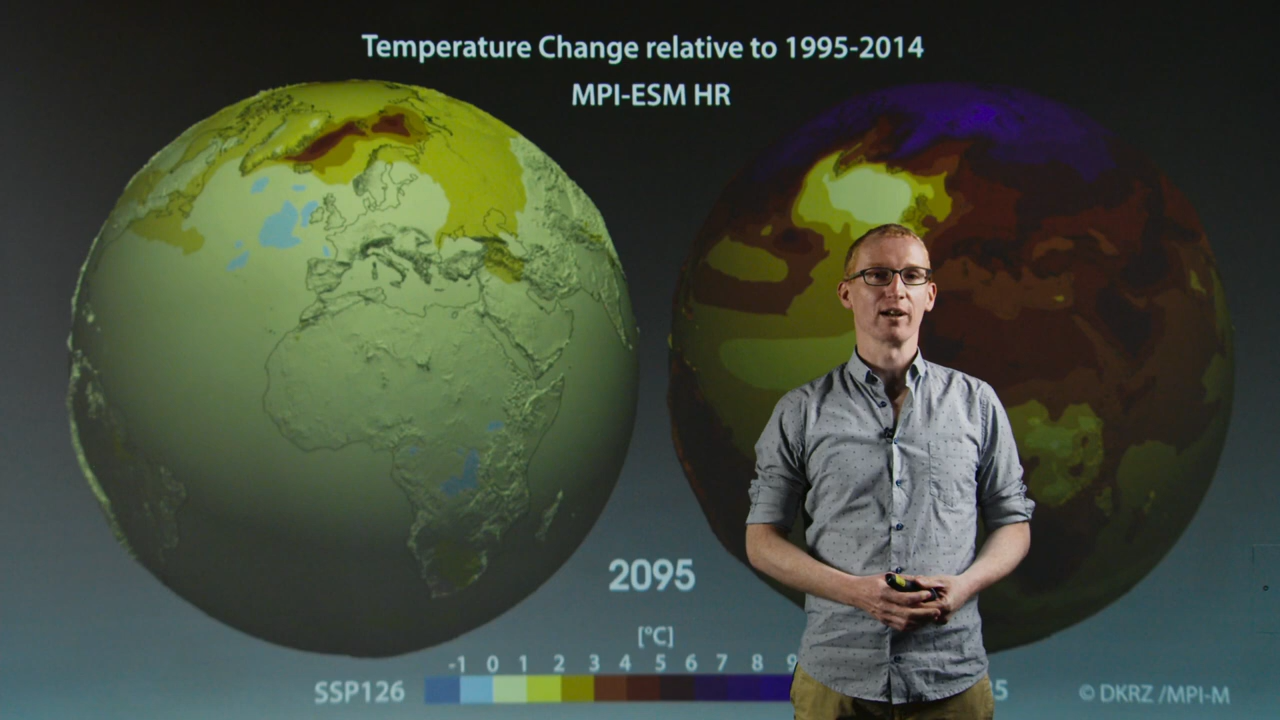 Temperature Change relative to 1995-2014
MPI-ESM HR
2095
[°C]
-1 0 1 2 3 4 5 6 7 8 9
SSP126
5
© DKRZ /MPI-M